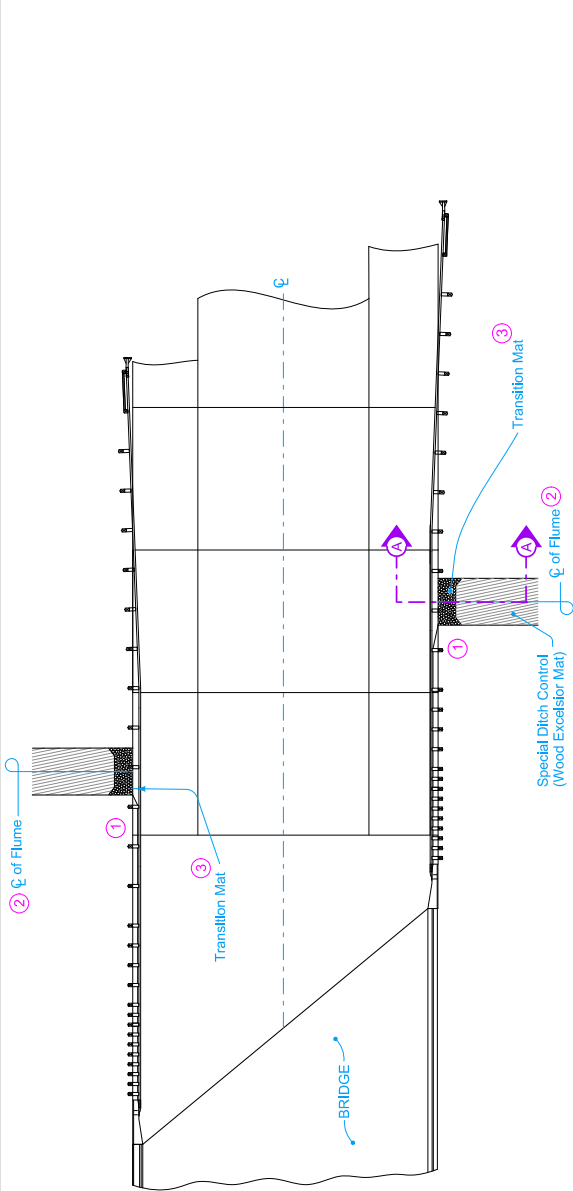 ② ℄ of Flume
①
③
Transition Mat
℄
BRIDGE
A
A
③
Transition Mat
℄ of Flume ②
①
Special Ditch Control
(Wood Excelsior Mat)